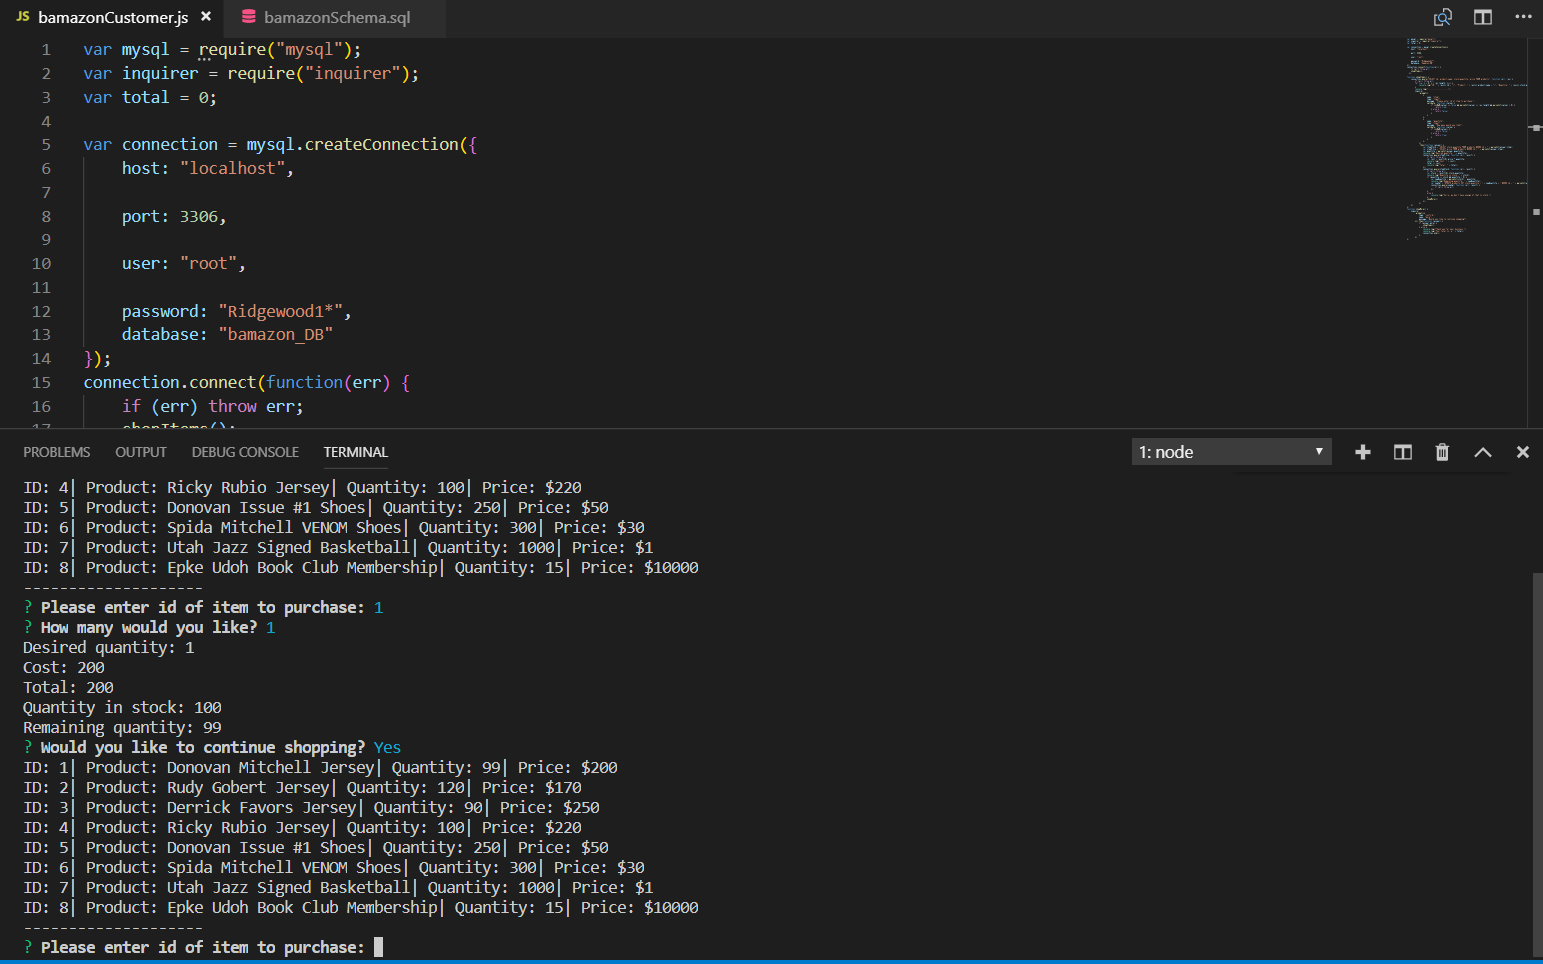 JS bamazonCustomer.js ×
bamazonSchema.sql
1 var mysql = require("mysql");
2 var inquirer = require("inquirer");
3 var total = 0;
4
5 var connection = mysql.createConnection({
6 host: "localhost",
7
8 port: 3306,
9
10 user: "root",
11
12 password: "Ridgewood1*",
13 database: "bamazon_DB"
14 });
15 connection.connect(function(err) {
16 if (err) throw err;
17 shopItems();
PROBLEMS OUTPUT DEBUG CONSOLE TERMINAL 1: node
ID: 4| Product: Ricky Rubio Jersey| Quantity: 100| Price: $220
ID: 5| Product: Donovan Issue #1 Shoes| Quantity: 250| Price: $50
ID: 6| Product: Spida Mitchell VENOM Shoes| Quantity: 300| Price: $30
ID: 7| Product: Utah Jazz Signed Basketball| Quantity: 1000| Price: $1
ID: 8| Product: Epke Udoh Book Club Membership| Quantity: 15| Price: $10000
--------------------
? Please enter id of item to purchase: 1
? How many would you like? 1
Desired quantity: 1
Cost: 200
Total: 200
Quantity in stock: 100
Remaining quantity: 99
? Would you like to continue shopping? Yes
ID: 1| Product: Donovan Mitchell Jersey| Quantity: 99| Price: $200
ID: 2| Product: Rudy Gobert Jersey| Quantity: 120| Price: $170
ID: 3| Product: Derrick Favors Jersey| Quantity: 90| Price: $250
ID: 4| Product: Ricky Rubio Jersey| Quantity: 100| Price: $220
ID: 5| Product: Donovan Issue #1 Shoes| Quantity: 250| Price: $50
ID: 6| Product: Spida Mitchell VENOM Shoes| Quantity: 300| Price: $30
ID: 7| Product: Utah Jazz Signed Basketball| Quantity: 1000| Price: $1
ID: 8| Product: Epke Udoh Book Club Membership| Quantity: 15| Price: $10000
--------------------
? Please enter id of item to purchase: